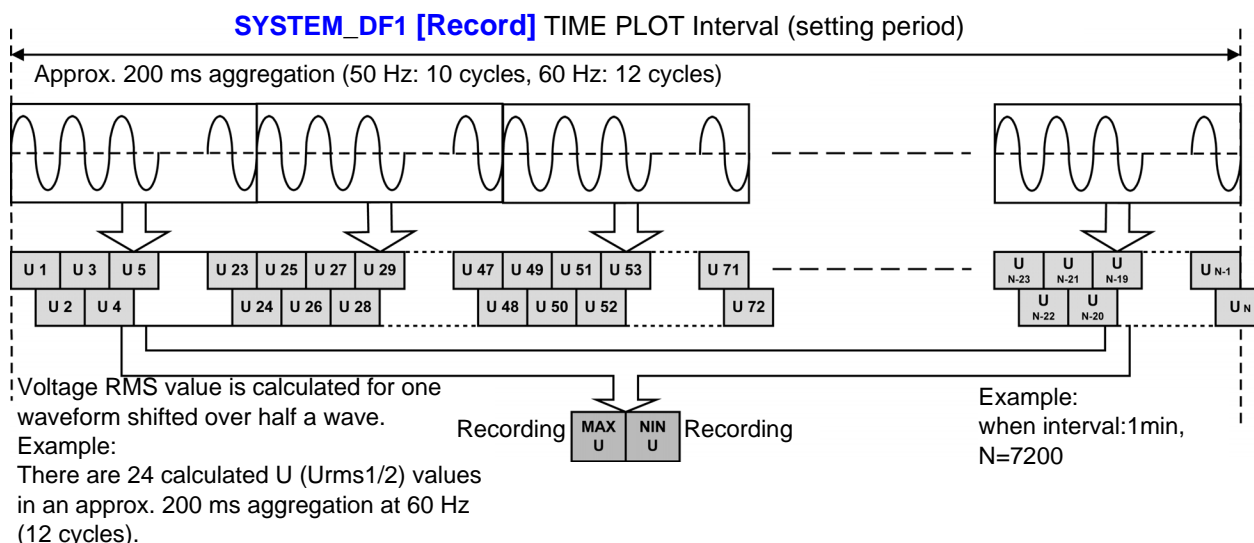 SYSTEM_DF1 [Record] TIME PLOT Interval (setting period)
Approx. 200 ms aggregation (50 Hz: 10 cycles, 60 Hz: 12 cycles)
U 1 U 3 U 5 U 23 U 25 U 27 U 29 U 47 U 49 U 51 U 53 U 71 U N-23 U N-21 U N-19 U N-1
U 2 U 4 U 24 U 26 U 28 U 48 U 50 U 52 U 72 U N-22 U N-20 U N
Voltage RMS value is calculated for one
waveform shifted over half a wave.
Example:
There are 24 calculated U (Urms1/2) values
in an approx. 200 ms aggregation at 60 Hz
(12 cycles).
Recording MAX U NIN U Recording
Example:
when interval:1min,
N=7200